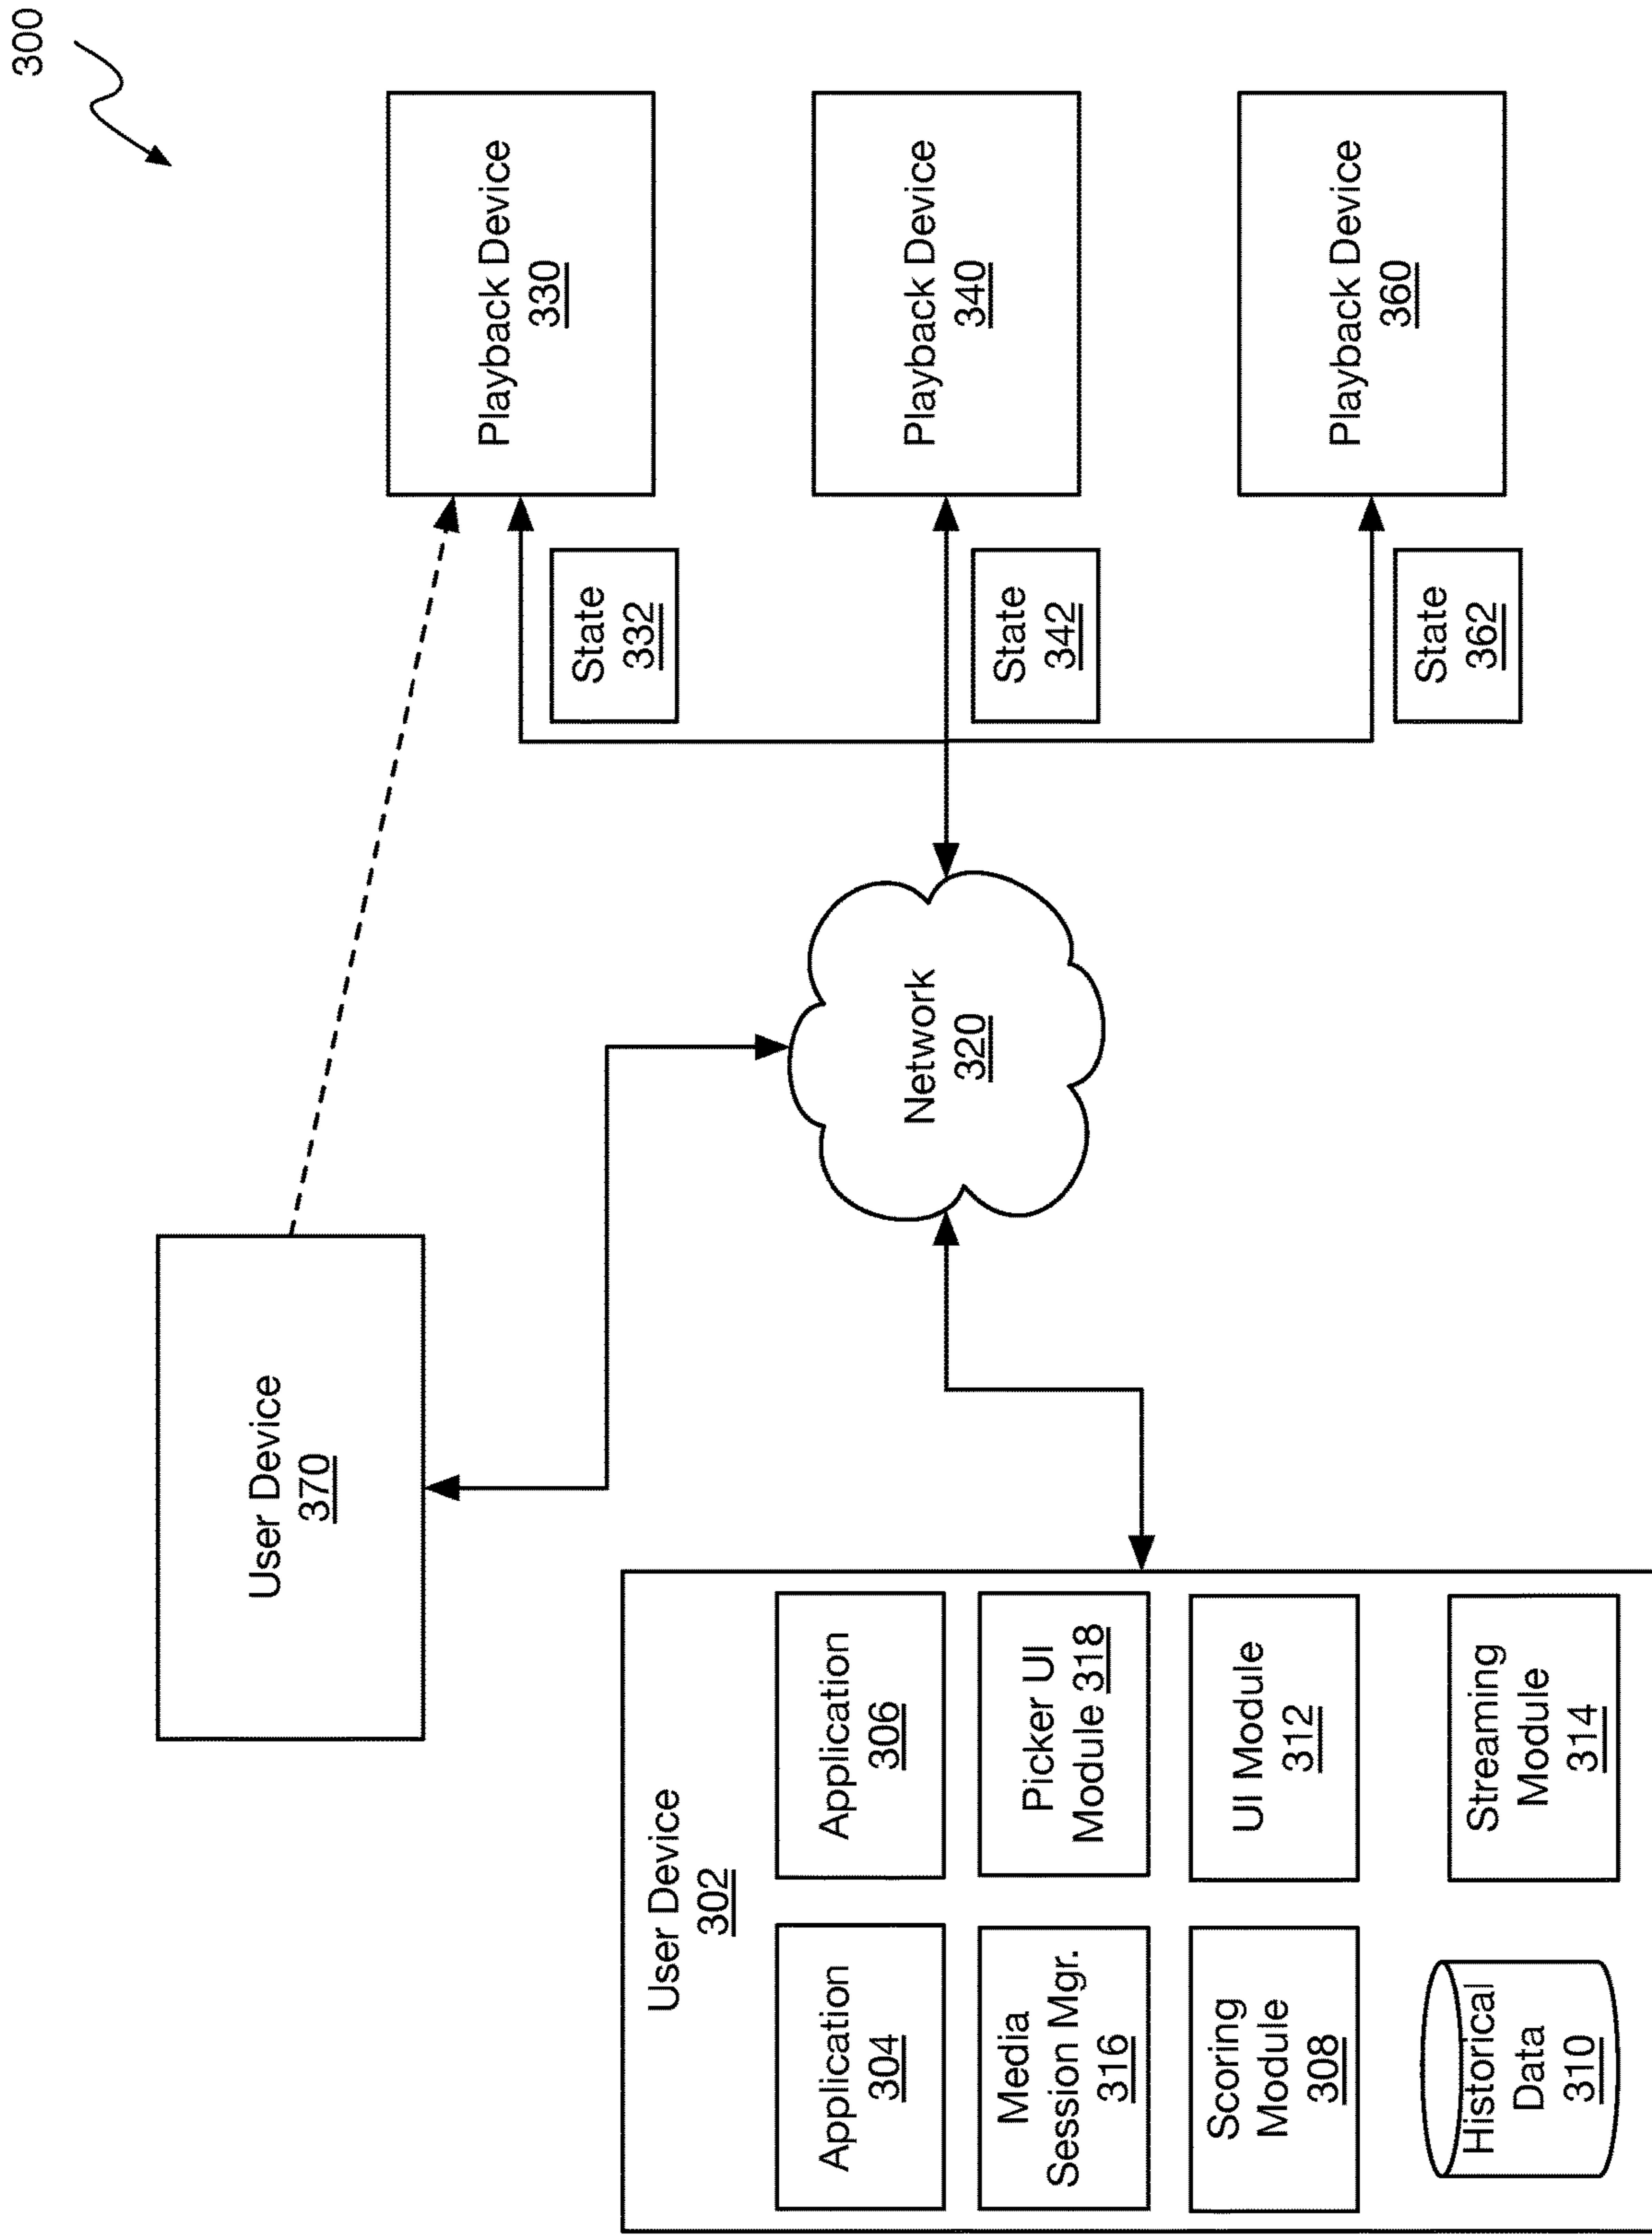 300
User Device
370
Playback Device
330
State
332
Playback Device
340
State
342
Playback Device
360
State
362
Network
320
User Device
302
Application
304
Application
306
Media
Session Mgr.
316
Picker UI
Module 318
Scoring
Module
308
UI Module
312
Historical
Data
310
Streaming
Module
314